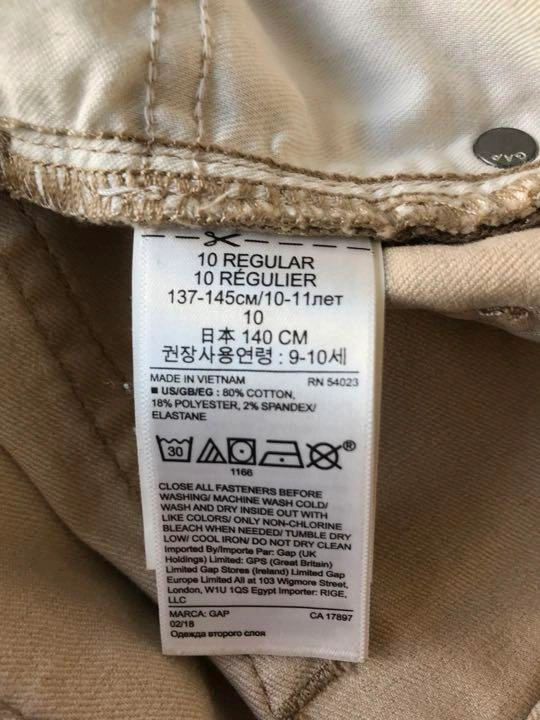 GAP
10 REGULAR
10 RÉGULIER
137-145см/10-11лет
10
日本 140 CM
권장사용연령 : 9-10세
MADE IN VIETNAM RN 54023
■ US/GB/EG : 80% COTTON,
18% POLYESTER, 2% SPANDEX/
ELASTANE
30
®
1166
CLOSE ALL FASTENERS BEFORE
WASHING/ MACHINE WASH COLD/
WASH AND DRY INSIDE OUT WITH
LIKE COLORS/ ONLY NON-CHLORINE
BLEACH WHEN NEEDED/ TUMBLE DRY
LOW/ COOL IRON/ DO NOT DRY CLEAN
Imported By/Importe Par: Gap (UK
Holdings) Limited: GPS (Great Britain)
Limited Gap Stores (Ireland) Limited Gap
Europe Limited All at 103 Wigmore Street,
London, W1U 1QS Egypt Importer: RIGE,
LLC
MARCA: GAP CA 17897
02/18
Одежда второго слоя